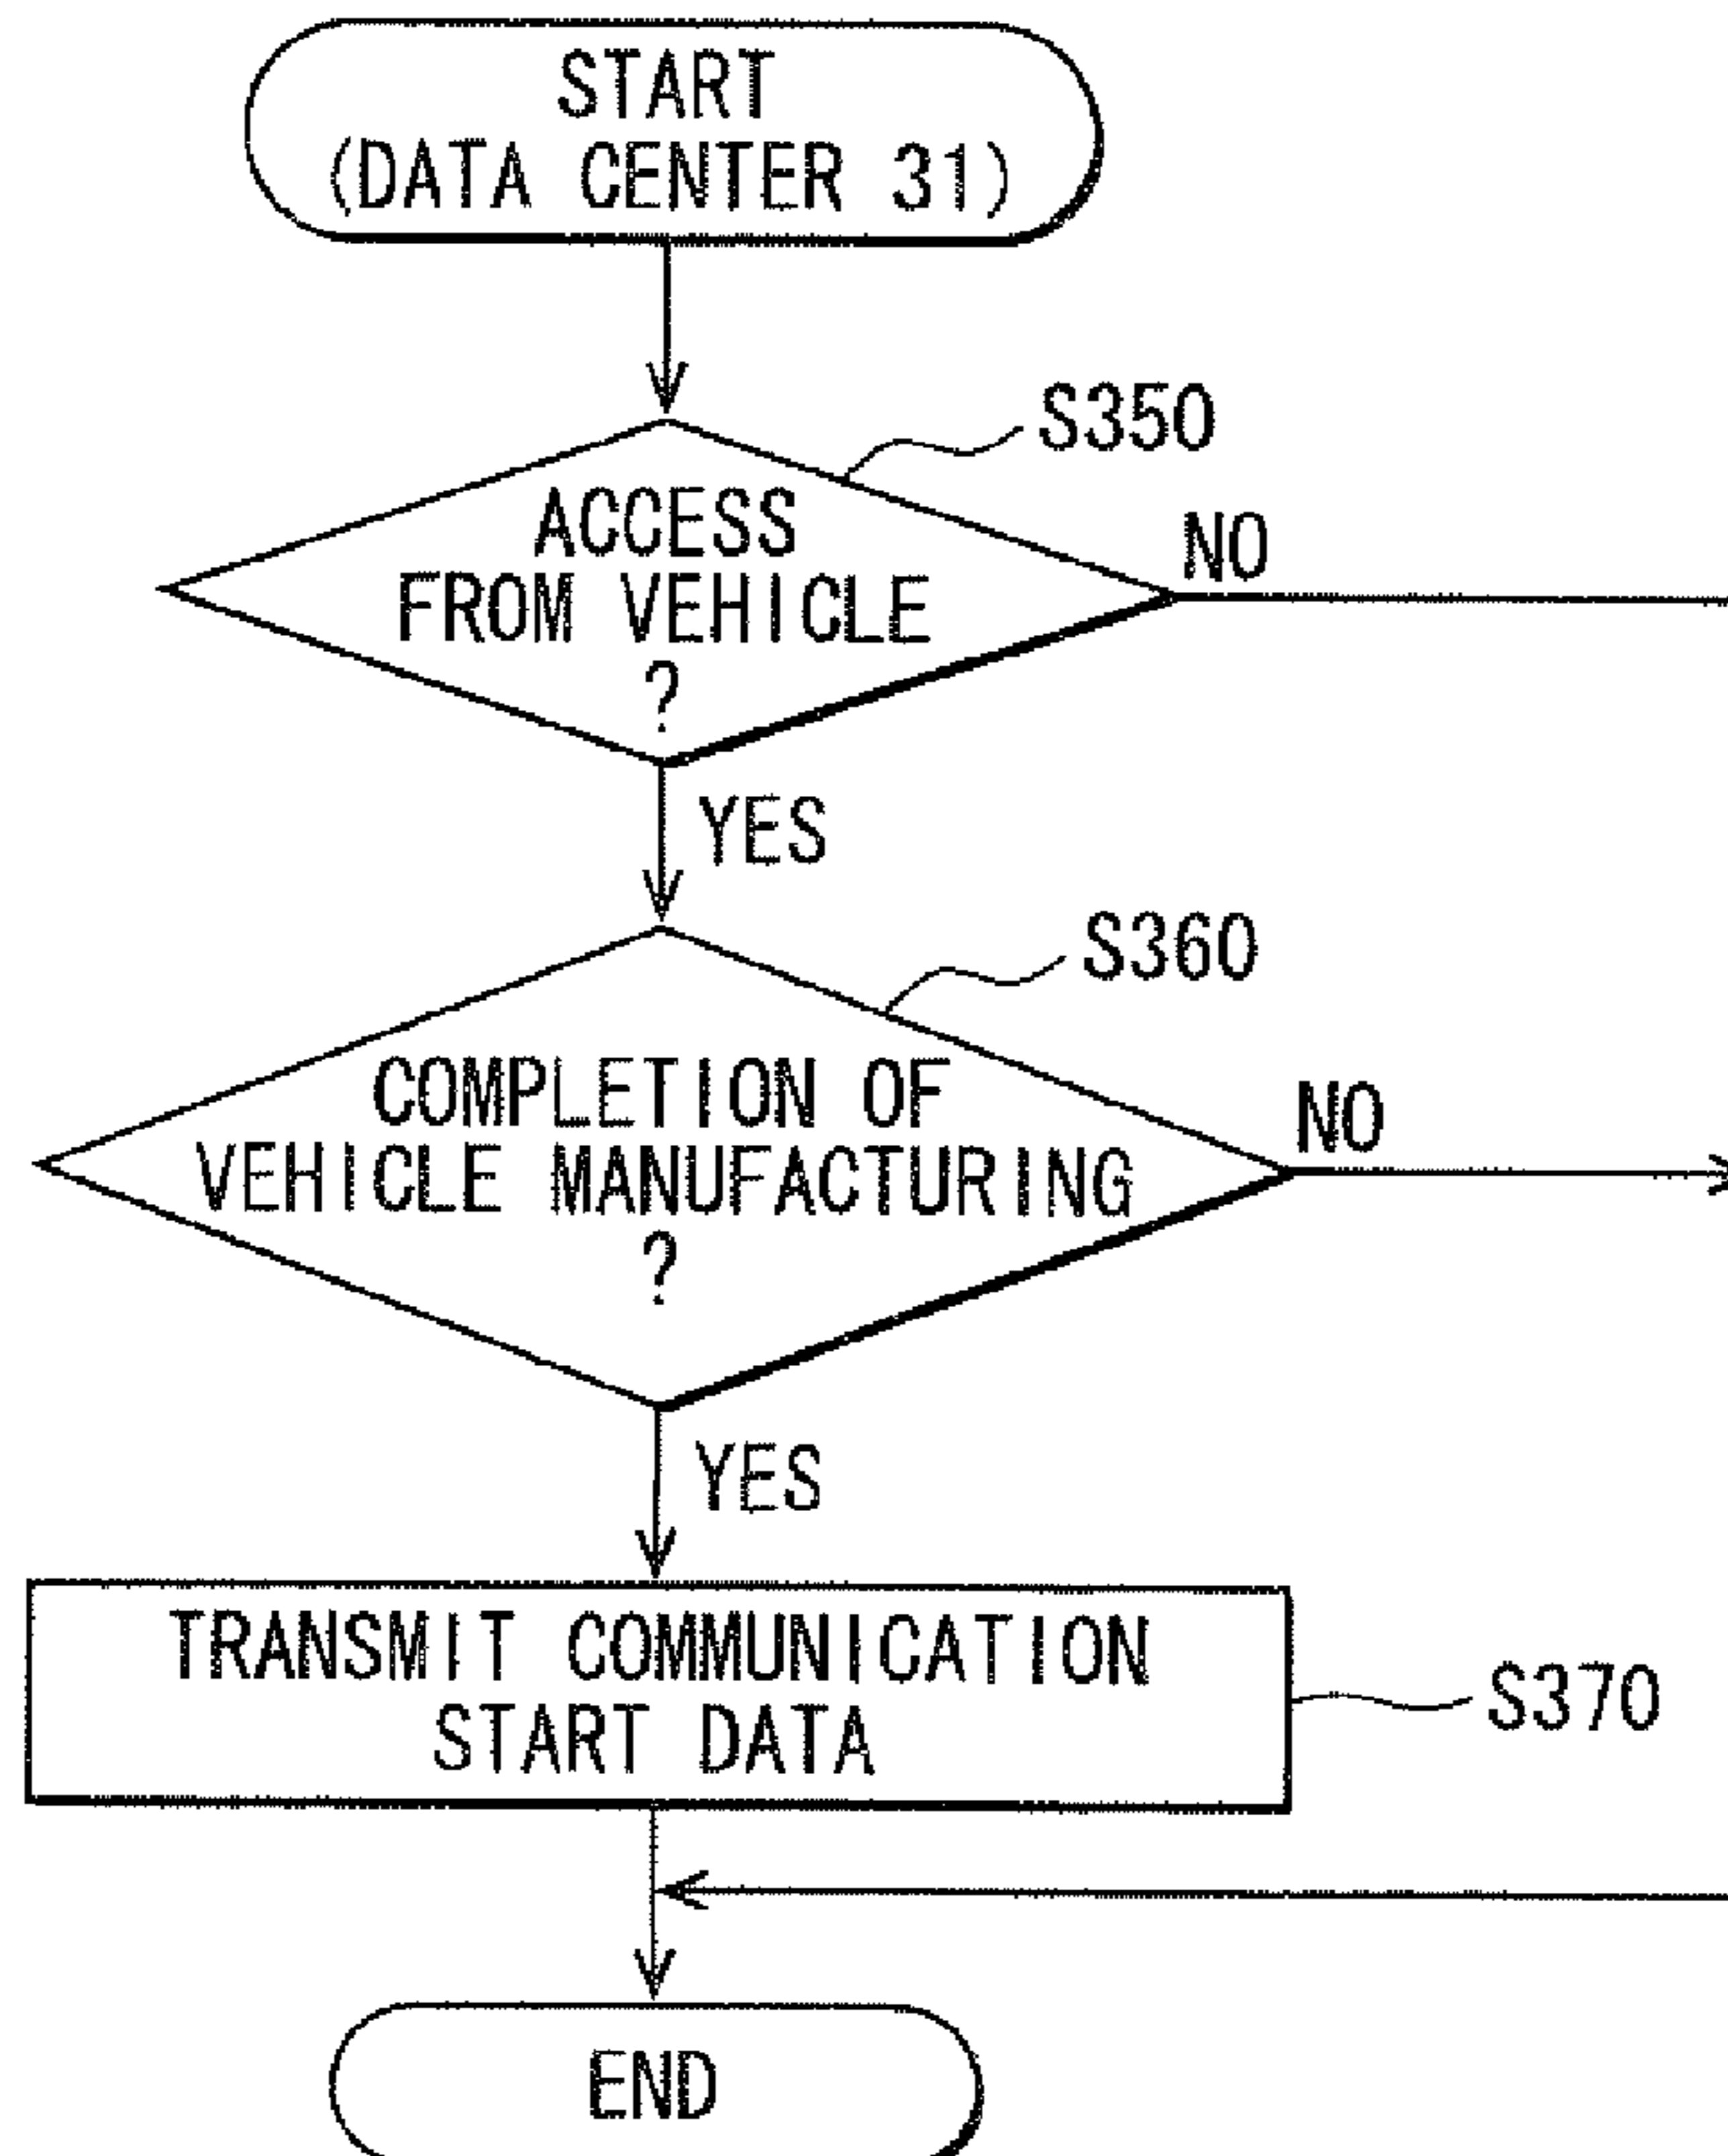 START
(DATA CENTER 31)
S350
ACCESS
FROM VEHICLE
?
NO
YES
S360
COMPLETION OF
VEHICLE MANUFACTURING
?
NO
YES
TRANSMIT COMMUNICATION
START DATA
S370
END